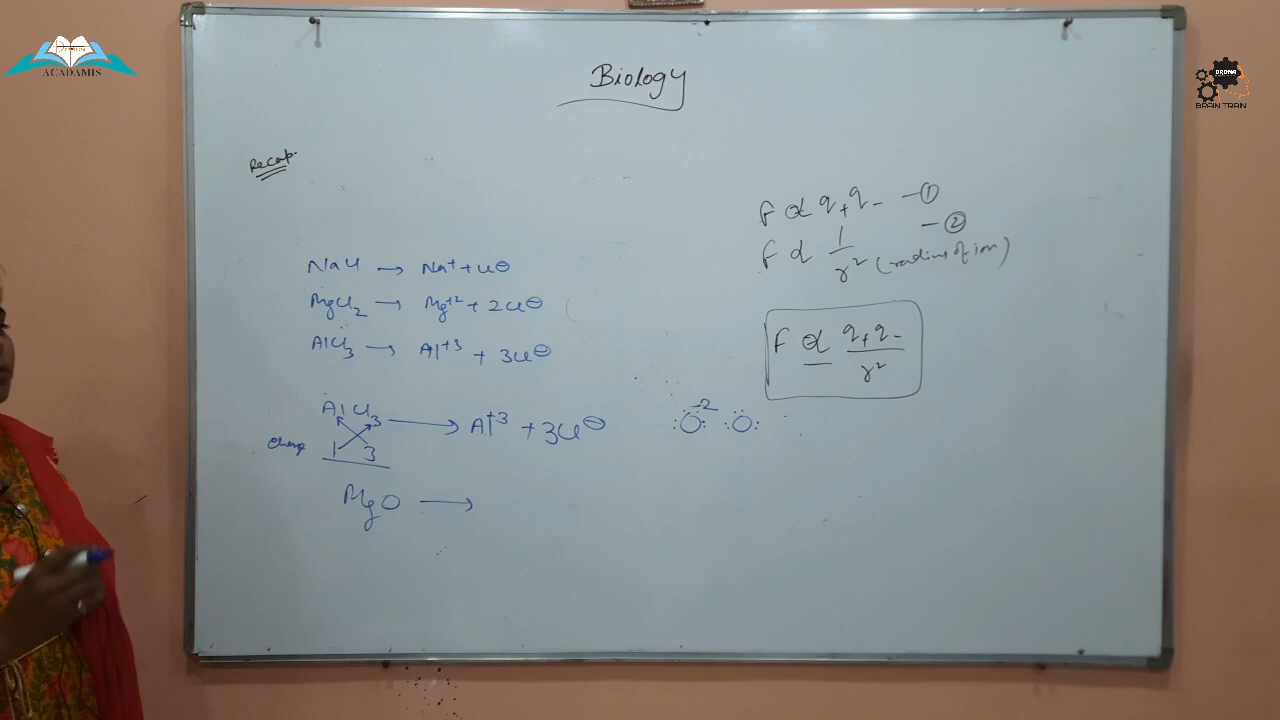 ACADAMIS
DRONA
BRAIN TRAIN
Biology
Recap
F ∝ q+q- —①
F ∝ 1/r² (radius of ion) —②
F ∝ q+q-/r²
NaCl → Na⁺ + Cl⊖
MgCl₂ → Mg⁺² + 2Cl⊖
AlCl₃ → Al⁺³ + 3Cl⊖
AlCl₃ → Al⁺³ + 3Cl⊖
1 3
O -2 O
MgO →